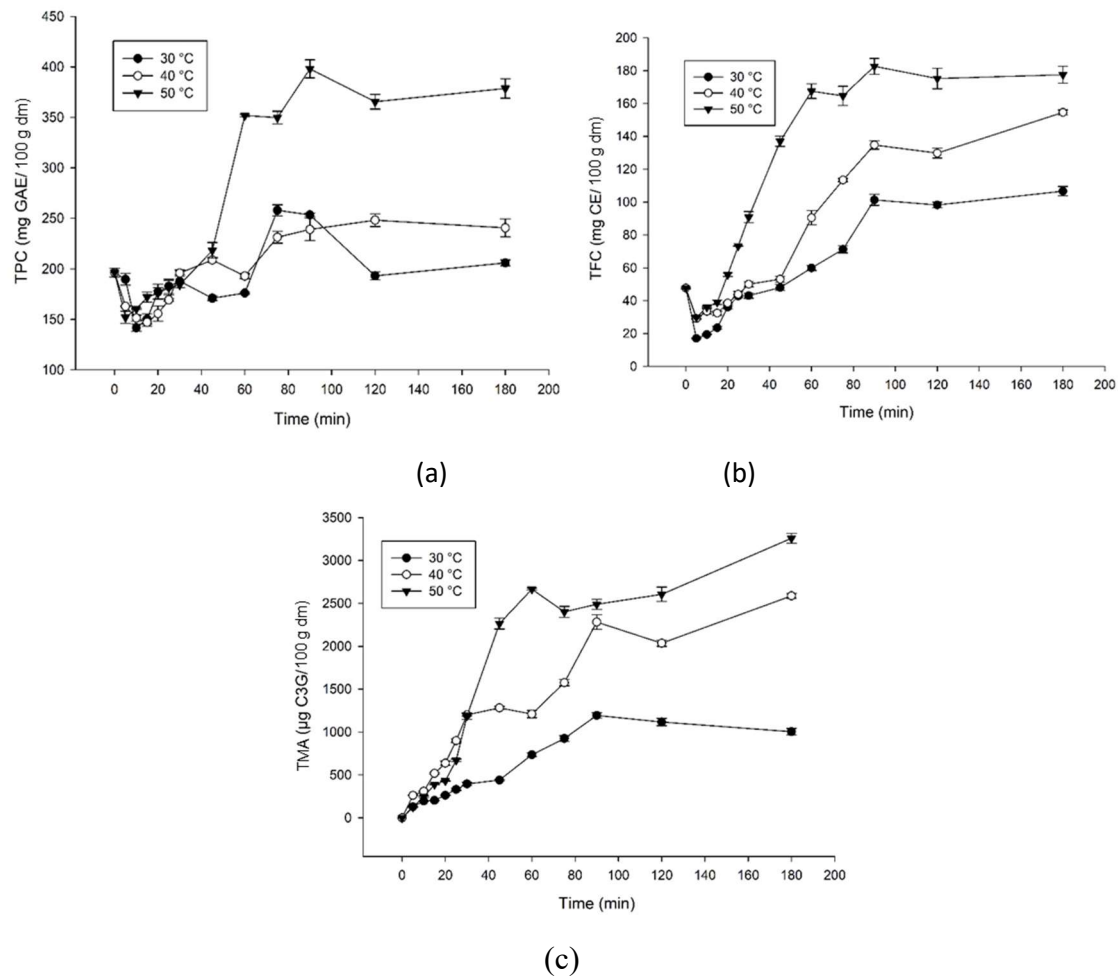 450
400
350
300
250
200
150
100
TPC (mg GAE/ 100 g dm)
30 °C
40 °C
50 °C
0 20 40 60 80 100 120 140 160 180 200
Time (min)
(a)
200
180
160
140
120
100
80
60
40
20
0
TFC (mg CE/ 100 g dm)
30 °C
40 °C
50 °C
0 20 40 60 80 100 120 140 160 180 200
Time (min)
(b)
3500
3000
2500
2000
1500
1000
500
0
TMA (µg C3G/100 g dm)
30 °C
40 °C
50 °C
0 20 40 60 80 100 120 140 160 180 200
Time (min)
(c)